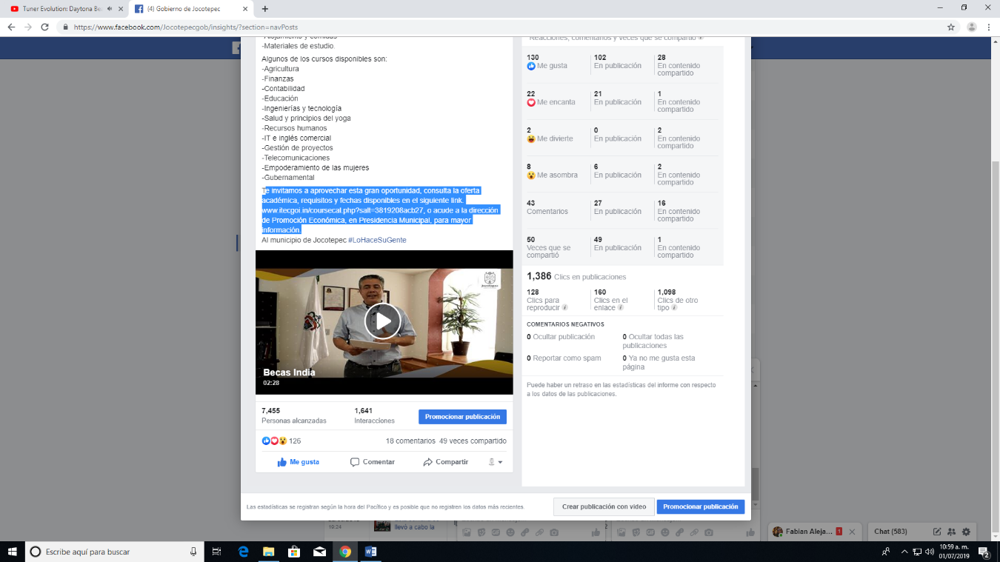 Tuner Evolution: Daytona Be
(4) Gobierno de Jocotepec
https://www.facebook.com/Jocotepecgob/insights/?section=navPosts
-Alojamiento y comidas
-Materiales de estudio.
Algunos de los cursos disponibles son:
-Agricultura
-Finanzas
-Contabilidad
-Educación
-Ingenierías y tecnología
-Salud y principios del yoga
-Recursos humanos
-IT e inglés comercial
-Gestión de proyectos
-Telecomunicaciones
-Empoderamiento de las mujeres
-Gubernamental
Te invitamos a aprovechar esta gran oportunidad, consulta la oferta
académica, requisitos y fechas disponibles en el siguiente link.
www.itecgoi.in/coursecal.php?salt=3819208acb27, o acude a la dirección
de Promoción Económica, en Presidencia Municipal, para mayor
información.
Al municipio de Jocotepec #LoHaceSuGente
Jocotepec
Becas India
02:28
7,455
Personas alcanzadas
1,641
Interacciones
Promocionar publicación
126
18 comentarios 49 veces compartido
Me gusta
Comentar
Compartir
Reacciones, comentarios y veces que se compartió
130
Me gusta
102
En publicación
28
En contenido
compartido
22
Me encanta
21
En publicación
1
En contenido
compartido
2
Me divierte
0
En publicación
2
En contenido
compartido
8
Me asombra
6
En publicación
2
En contenido
compartido
43
Comentarios
27
En publicación
16
En contenido
compartido
50
Veces que se
compartió
49
En publicación
1
En contenido
compartido
1,386 Clics en publicaciones
128
Clics para
reproducir
160
Clics en el
enlace
1,098
Clics de otro
tipo
COMENTARIOS NEGATIVOS
0 Ocultar publicación
0 Ocultar todas las
publicaciones
0 Reportar como spam
0 Ya no me gusta esta
página
Puede haber un retraso en las estadísticas del informe con respecto
a los datos de las publicaciones.
Las estadísticas se registran según la hora del Pacífico y es posible que no registren los datos más recientes.
Crear publicación con video
Promocionar publicación
10:24
llevó a cabo la
Fabian Aleja...
1
Chat (583)
Escribe aquí para buscar
10:59 a. m.
01/07/2019
2